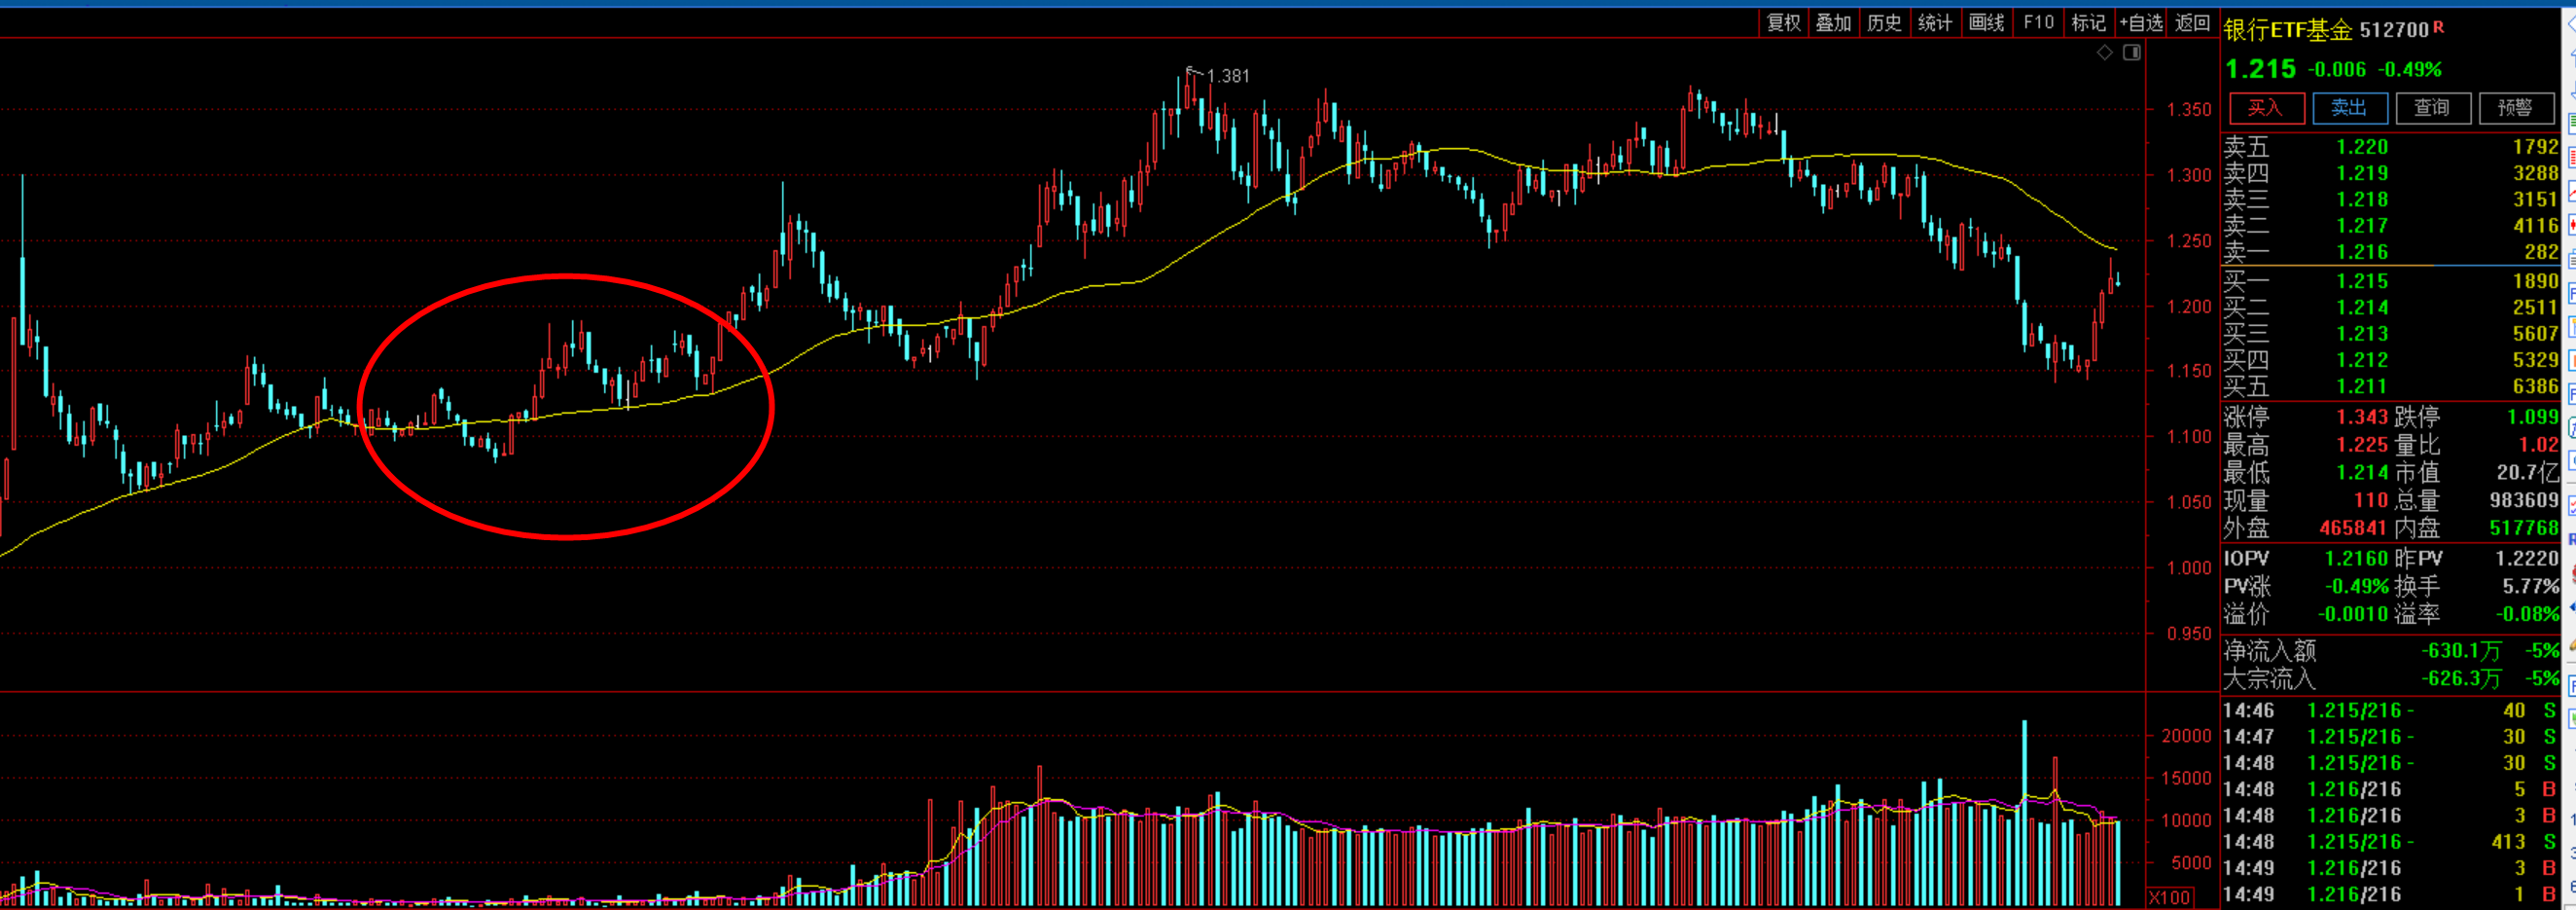 复权 叠加 历史 统计 画线 F10 标记 +自选 返回
银行ETF基金 512700 R
1.215 -0.006 -0.49%
买入 卖出 查询 预警
卖五 1.220 1792
卖四 1.219 3288
卖三 1.218 3151
卖二 1.217 4116
卖一 1.216 282
买一 1.215 1890
买二 1.214 2511
买三 1.213 5607
买四 1.212 5329
买五 1.211 6386
涨停 1.343 跌停 1.099
最高 1.225 量比 1.02
最低 1.214 市值 20.7亿
现量 110 总量 983609
外盘 465841 内盘 517768
IOPV 1.2160 昨PV 1.2220
PV涨 -0.49% 换手 5.77%
溢价 -0.0010 溢率 -0.08%
净流入额 -630.1万 -5%
大宗流入 -626.3万 -5%
14:46 1.215/216 - 40 S
14:47 1.215/216 - 30 S
14:48 1.215/216 - 30 S
14:48 1.216/216 5 B
14:48 1.216/216 3 B
14:48 1.215/216 - 413 S
14:49 1.216/216 3 B
14:49 1.216/216 1 B
1.381
1.350
1.300
1.250
1.200
1.150
1.100
1.050
1.000
0.950
20000
15000
10000
5000
X100